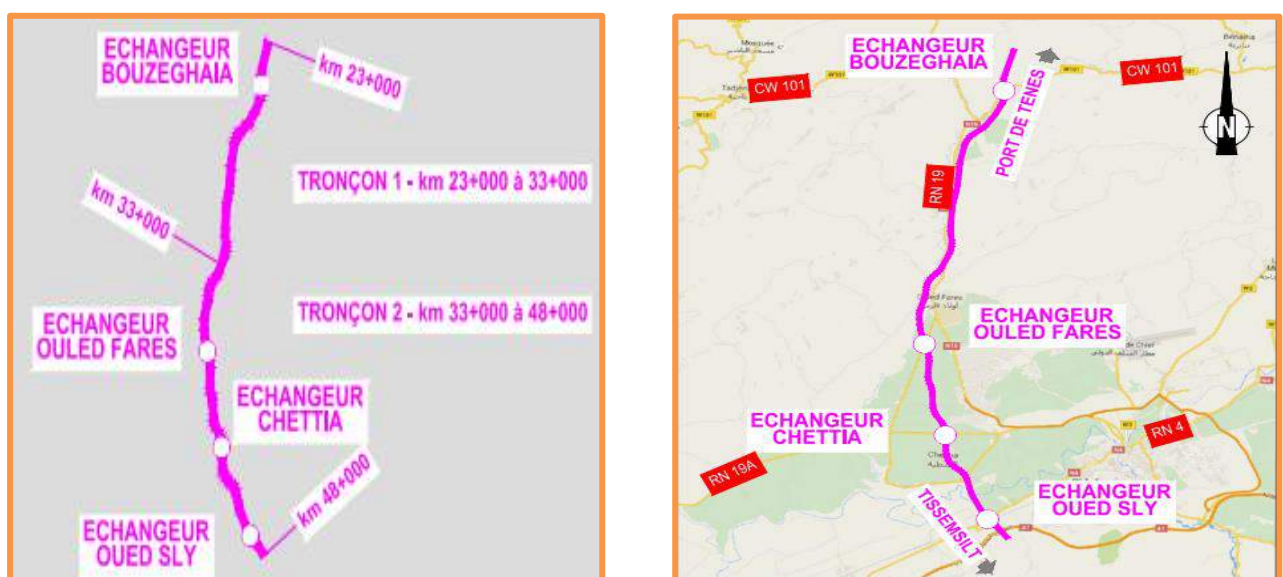 ECHANGEUR
BOUZEGHAIA
km 23+000
TRONÇON 1 - km 23+000 à 33+000
km 33+000
TRONÇON 2 - km 33+000 à 48+000
ECHANGEUR
OULED FARES
ECHANGEUR
CHETTIA
km 48+000
ECHANGEUR
OUED SLY
ECHANGEUR
BOUZEGHAIA
CW 101
CW 101
PORT DE TENES
N
RN 19
ECHANGEUR
OULED FARES
ECHANGEUR
CHETTIA
RN 4
RN 19A
ECHANGEUR
OUED SLY
TISSEMSILT